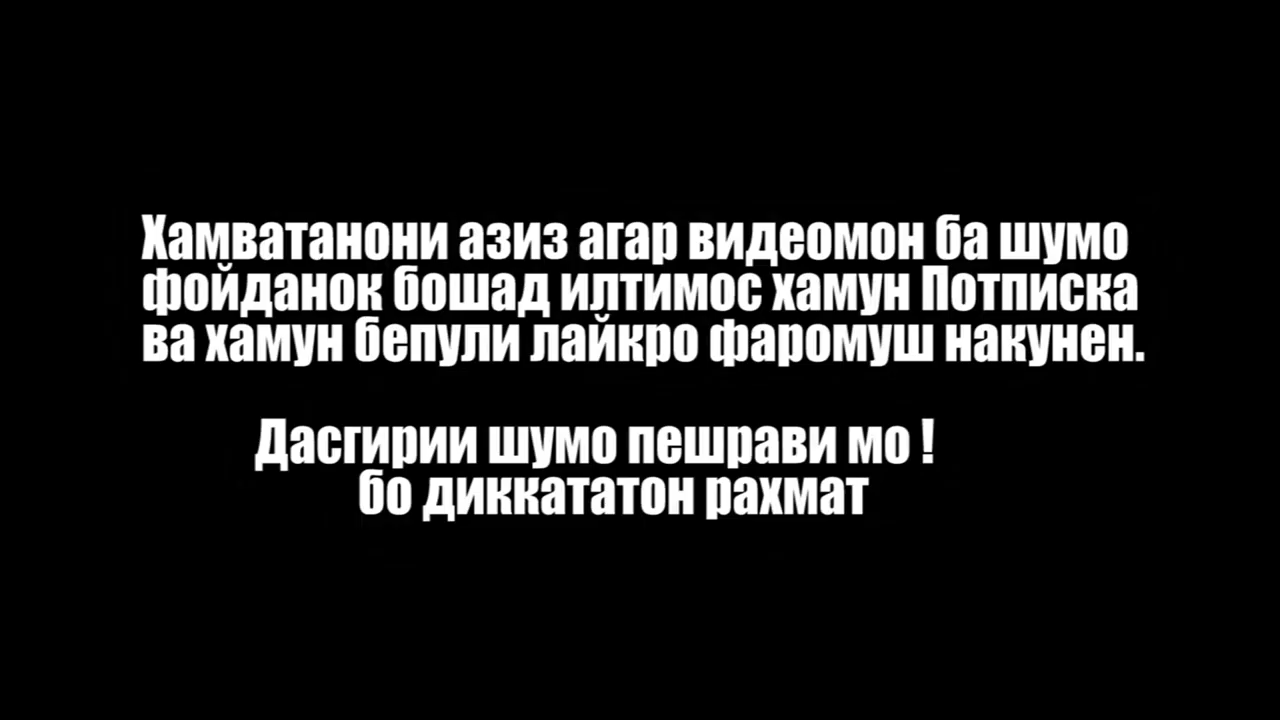 Хамватанони азиз агар видеомон ба шумо
фойданок бошад илтимос хамун Потписка
ва хамун бепули лайкро фаромуш накунен.
Дасгирии шумо пешрави мо !
бо диккататон рахмат